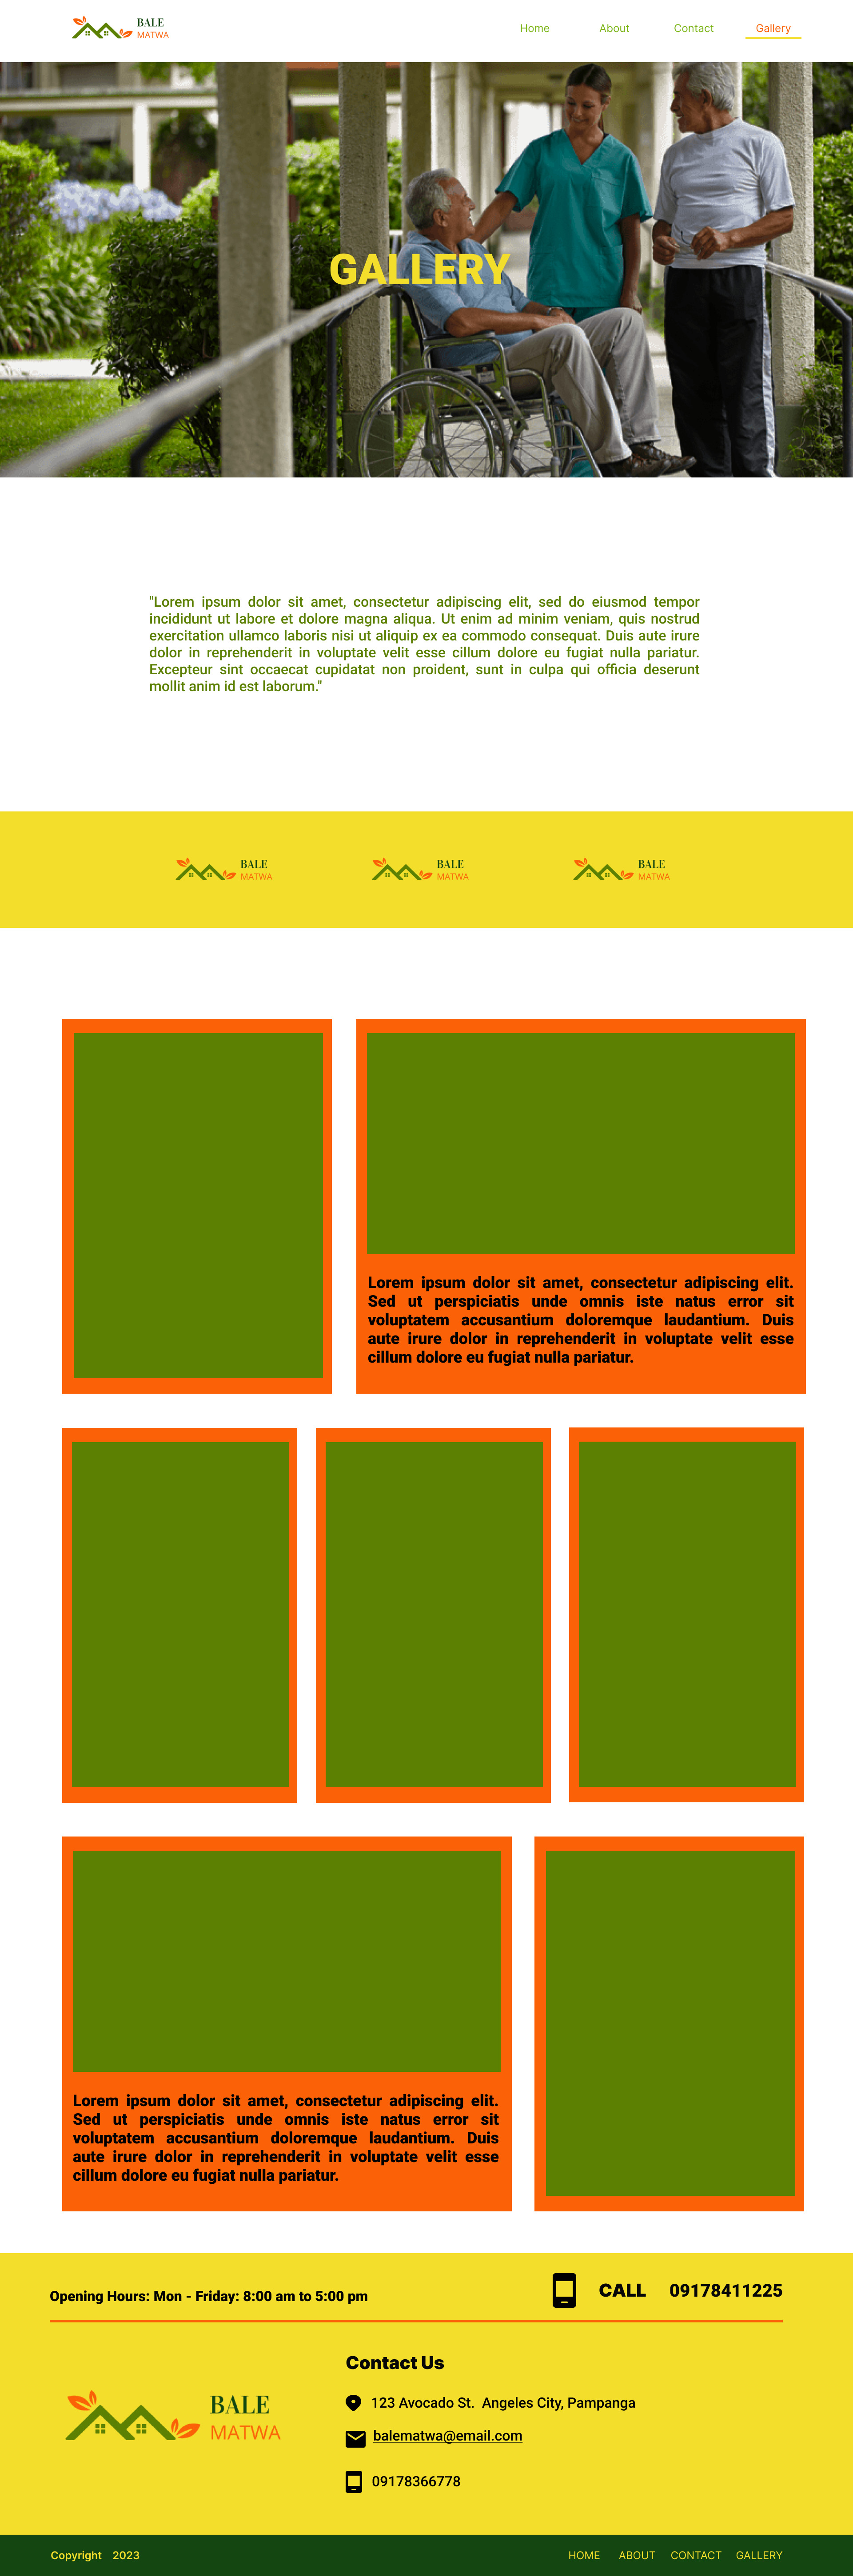 BALE
MATWA
Home About Contact Gallery
GALLERY
"Lorem ipsum dolor sit amet, consectetur adipiscing elit, sed do eiusmod tempor
incididunt ut labore et dolore magna aliqua. Ut enim ad minim veniam, quis nostrud
exercitation ullamco laboris nisi ut aliquip ex ea commodo consequat. Duis aute irure
dolor in reprehenderit in voluptate velit esse cillum dolore eu fugiat nulla pariatur.
Excepteur sint occaecat cupidatat non proident, sunt in culpa qui officia deserunt
mollit anim id est laborum."
BALE
MATWA
BALE
MATWA
BALE
MATWA
Lorem ipsum dolor sit amet, consectetur adipiscing elit.
Sed ut perspiciatis unde omnis iste natus error sit
voluptatem accusantium doloremque laudantium. Duis
aute irure dolor in reprehenderit in voluptate velit esse
cillum dolore eu fugiat nulla pariatur.
Lorem ipsum dolor sit amet, consectetur adipiscing elit.
Sed ut perspiciatis unde omnis iste natus error sit
voluptatem accusantium doloremque laudantium. Duis
aute irure dolor in reprehenderit in voluptate velit esse
cillum dolore eu fugiat nulla pariatur.
Opening Hours: Mon - Friday: 8:00 am to 5:00 pm
CALL 09178411225
BALE
MATWA
Contact Us
123 Avocado St. Angeles City, Pampanga
balematwa@email.com
09178366778
Copyright 2023
HOME ABOUT CONTACT GALLERY